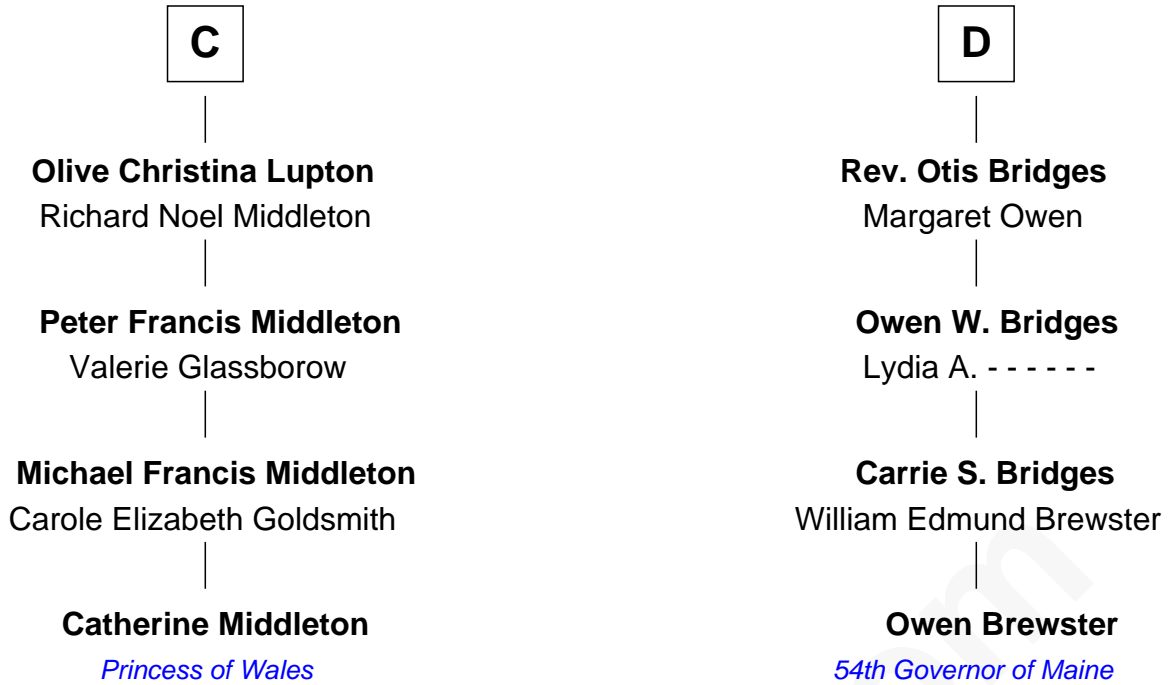 C
Olive Christina Lupton
Richard Noel Middleton
Peter Francis Middleton
Valerie Glassborow
Michael Francis Middleton
Carole Elizabeth Goldsmith
Catherine Middleton
Princess of Wales
D
Rev. Otis Bridges
Margaret Owen
Owen W. Bridges
Lydia A. - - - - - -
Carrie S. Bridges
William Edmund Brewster
Owen Brewster
54th Governor of Maine